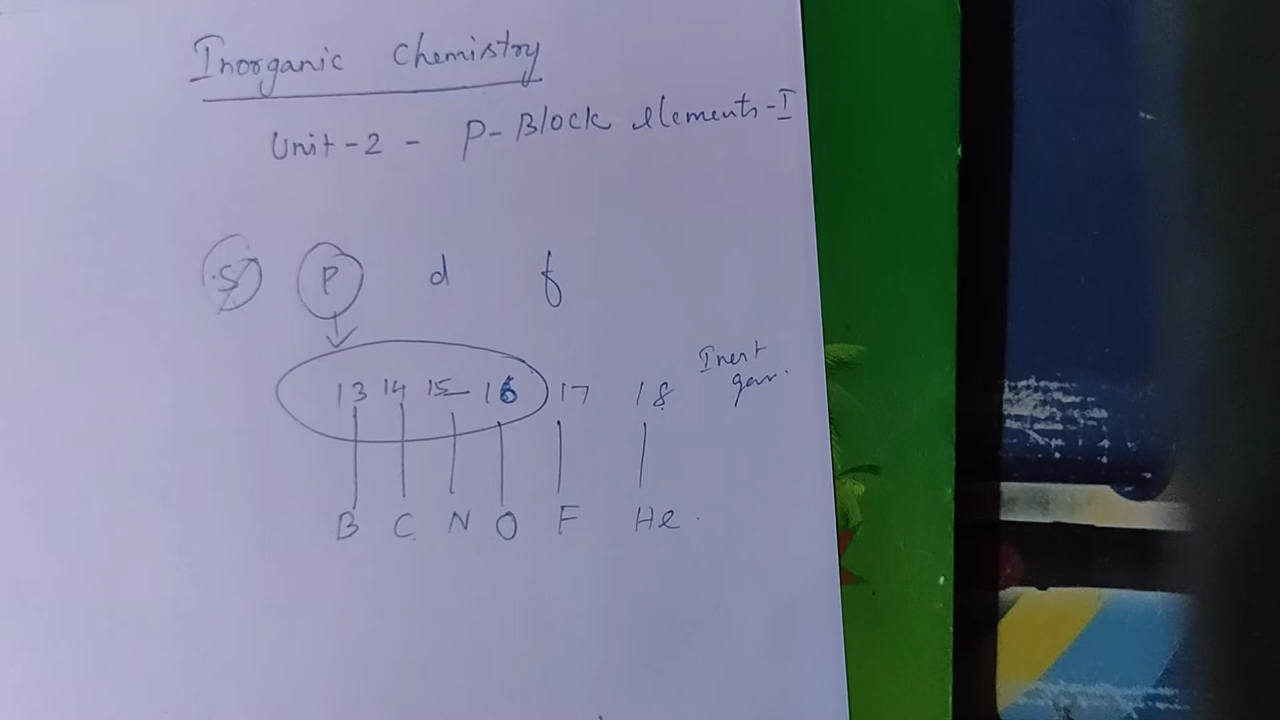 Inorganic Chemistry
Unit-2 - P-Block elements-I
S P d f
13 14 15 16 17 18 Inert gas.
B C N O F He.